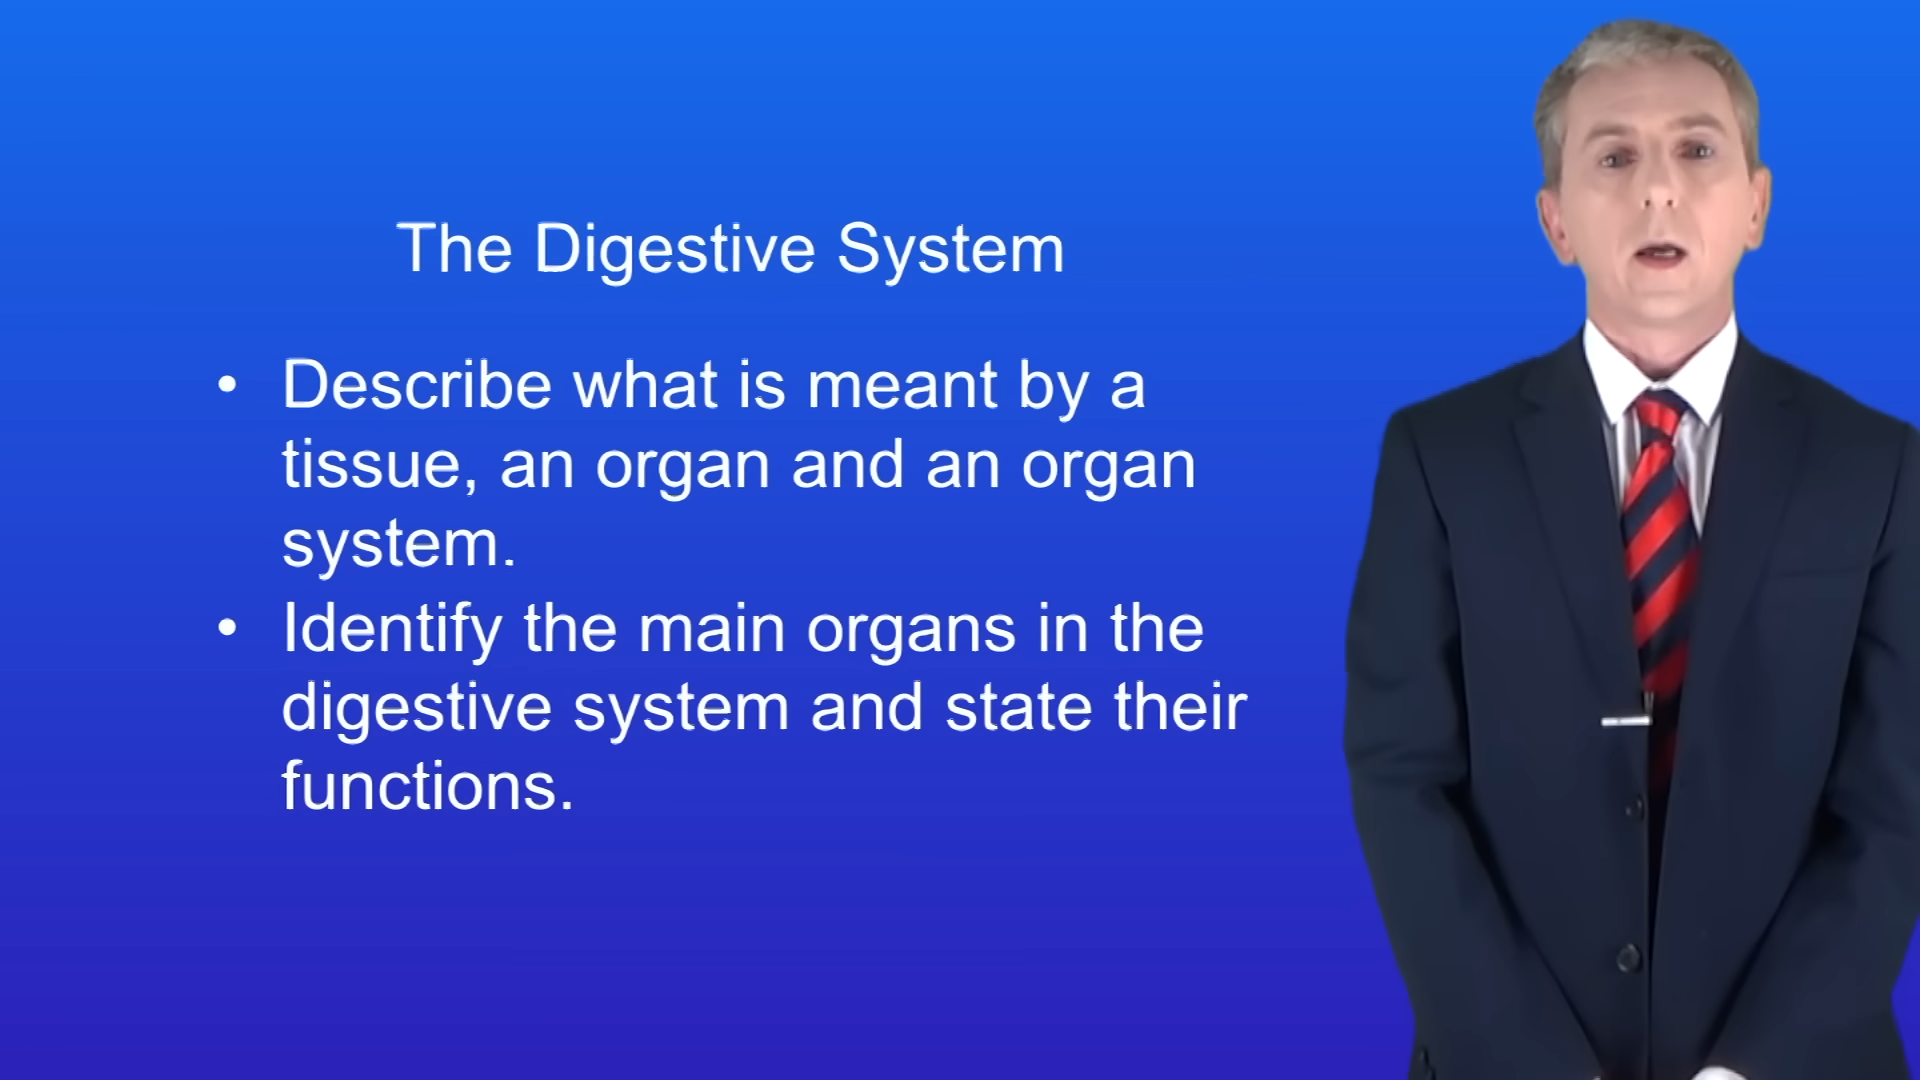 The Digestive System
• Describe what is meant by a
tissue, an organ and an organ
system.
• Identify the main organs in the
digestive system and state their
functions.